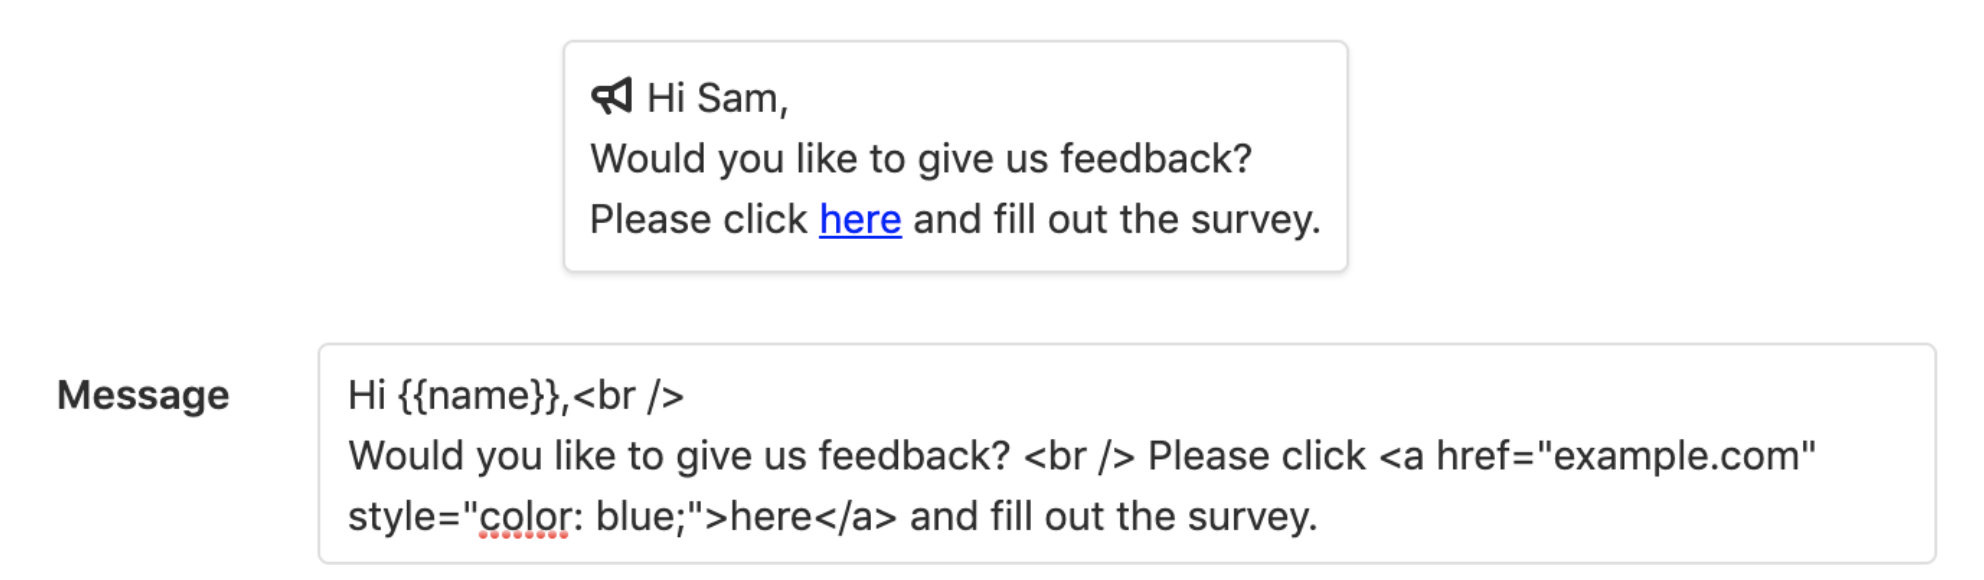 Hi Sam,
Would you like to give us feedback?
Please click here and fill out the survey.
Message
Hi {{name}},<br />
Would you like to give us feedback? <br /> Please click <a href="example.com"
style="color: blue;">here</a> and fill out the survey.